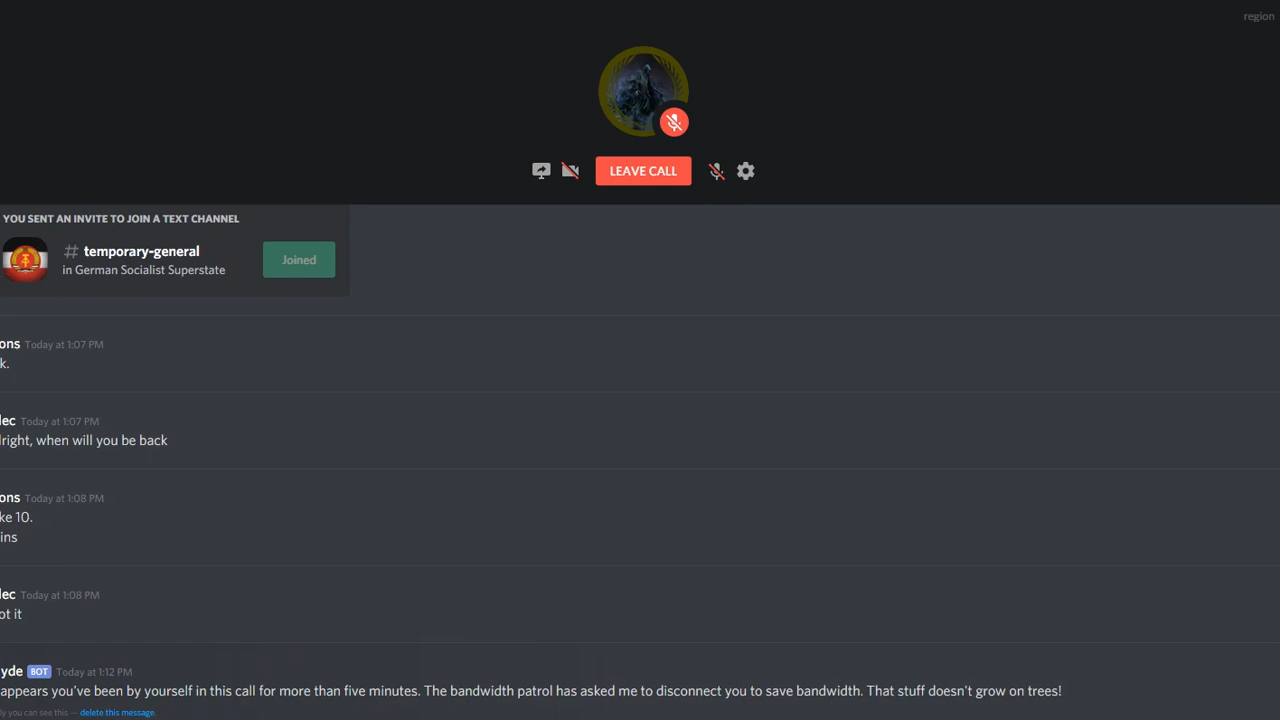 region
LEAVE CALL
YOU SENT AN INVITE TO JOIN A TEXT CHANNEL
# temporary-general
in German Socialist Superstate
Joined
ons Today at 1:07 PM
k.
lec Today at 1:07 PM
lright, when will you be back
ons Today at 1:08 PM
ke 10.
ins
lec Today at 1:08 PM
ot it
yde BOT Today at 1:12 PM
appears you've been by yourself in this call for more than five minutes. The bandwidth patrol has asked me to disconnect you to save bandwidth. That stuff doesn't grow on trees!
ly you can see this — delete this message.